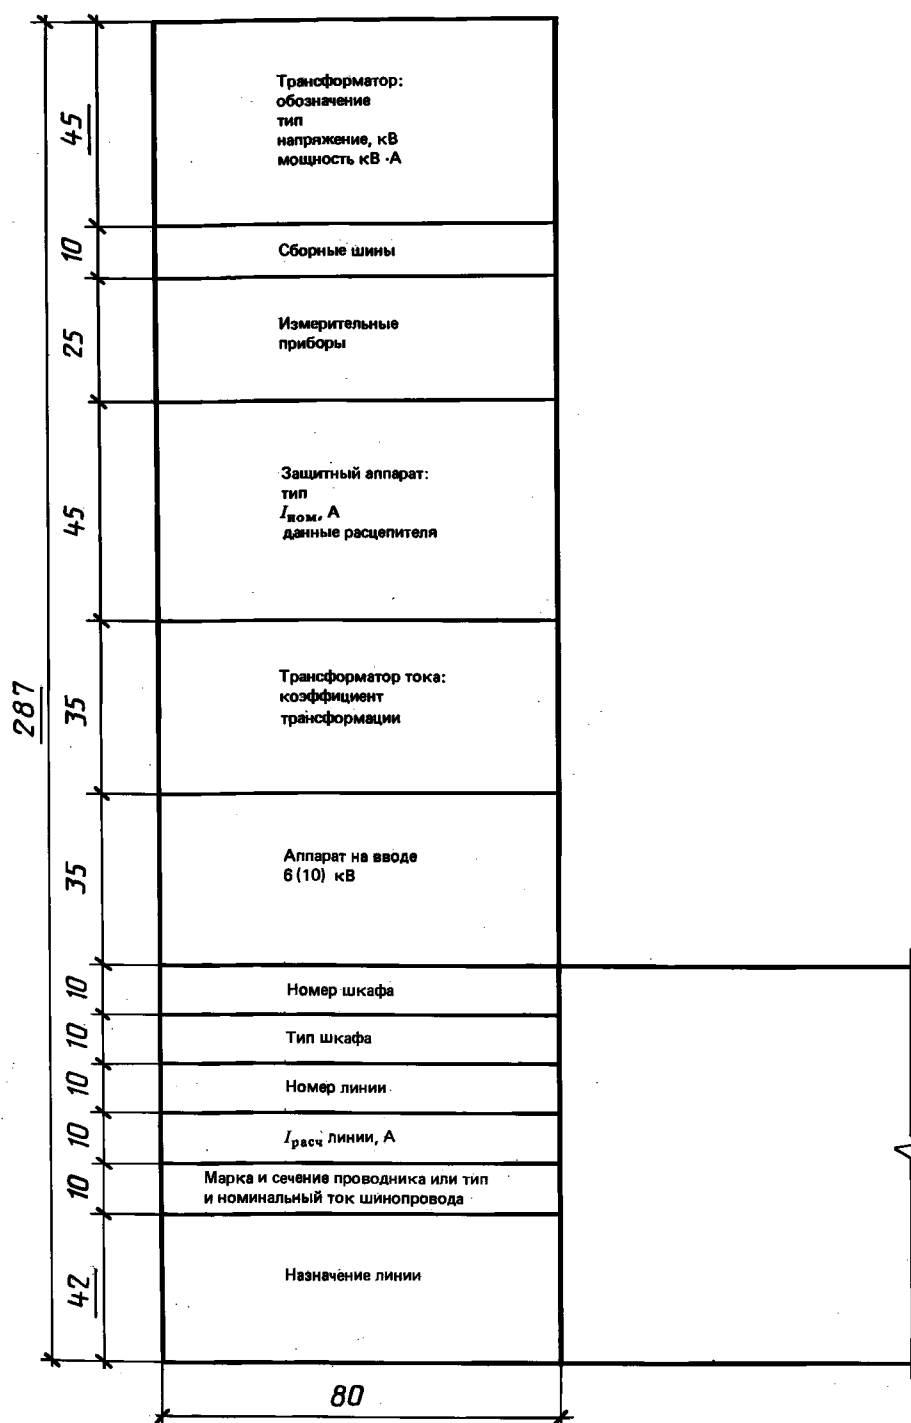 45
Трансформатор:
обозначение
тип
напряжение, кВ
мощность кВ ·А
10
Сборные шины
25
Измерительные
приборы
45
Защитный аппарат:
тип
Iном, А
данные расцепителя
287
35
Трансформатор тока:
коэффициент
трансформации
35
Аппарат на вводе
6 (10) кВ
10
Номер шкафа
10
Тип шкафа
10
Номер линии
10
Iрасч линии, А
10
Марка и сечение проводника или тип
и номинальный ток шинопровода
42
Назначение линии
80